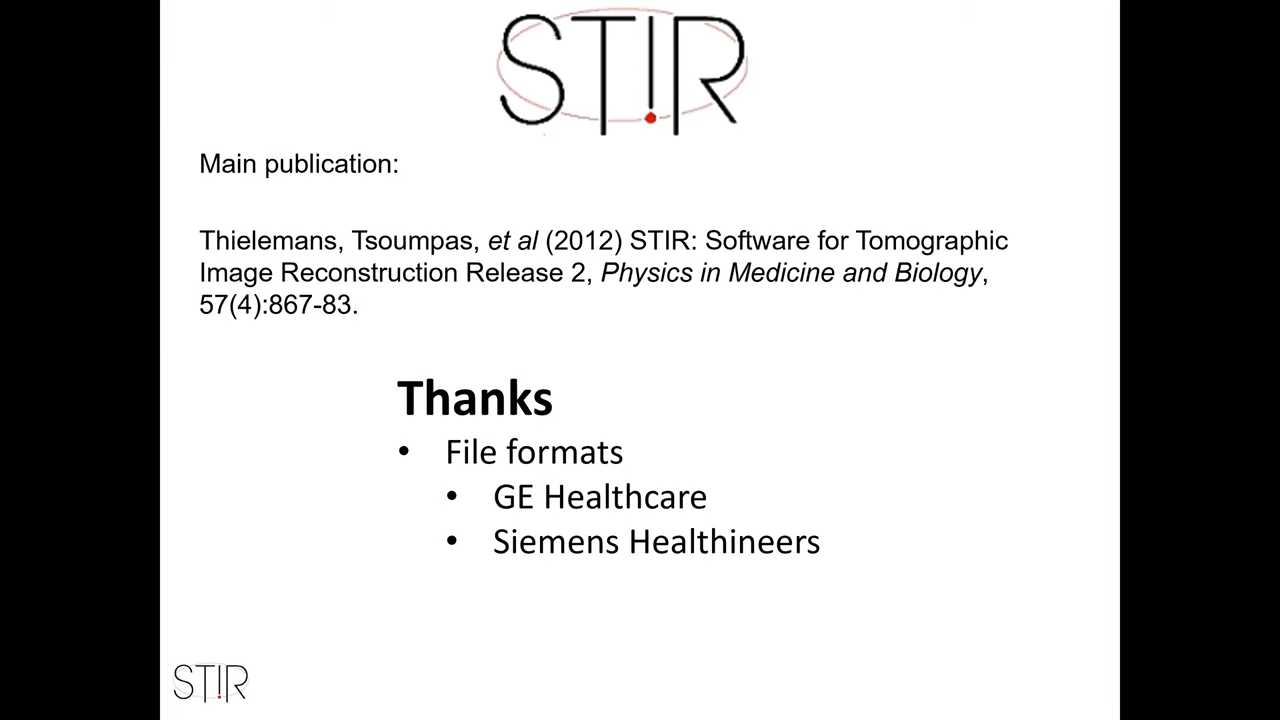 STIR
Main publication:
Thielemans, Tsoumpas, et al (2012) STIR: Software for Tomographic
Image Reconstruction Release 2, Physics in Medicine and Biology,
57(4):867-83.
Thanks
• File formats
• GE Healthcare
• Siemens Healthineers
STIR